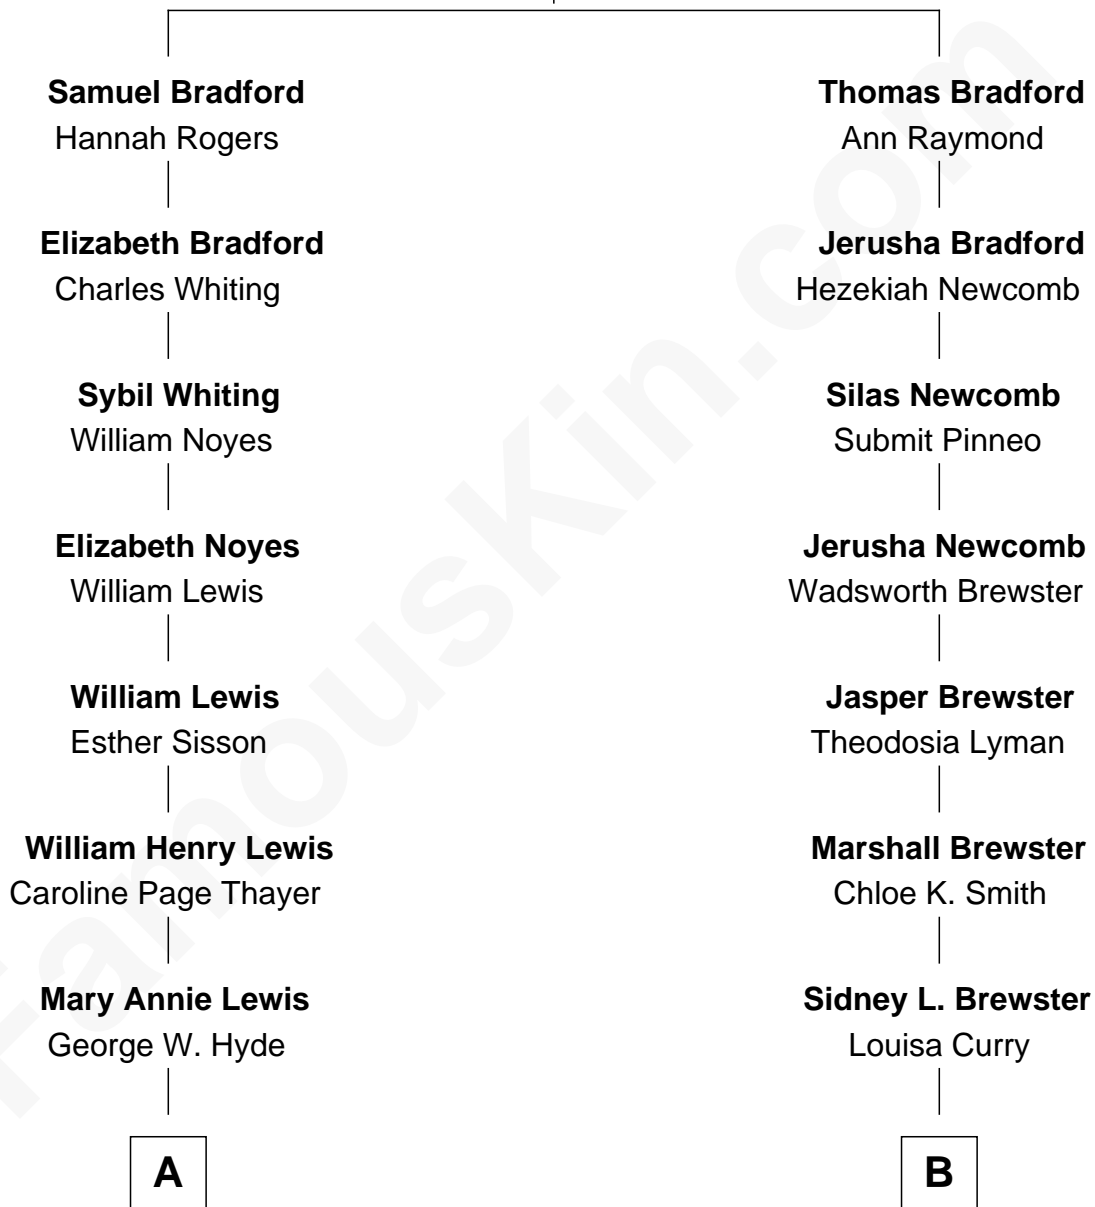 Samuel Bradford
Hannah Rogers
Thomas Bradford
Ann Raymond
Elizabeth Bradford
Charles Whiting
Jerusha Bradford
Hezekiah Newcomb
Sybil Whiting
William Noyes
Silas Newcomb
Submit Pinneo
Elizabeth Noyes
William Lewis
Jerusha Newcomb
Wadsworth Brewster
William Lewis
Esther Sisson
Jasper Brewster
Theodosia Lyman
William Henry Lewis
Caroline Page Thayer
Marshall Brewster
Chloe K. Smith
Mary Annie Lewis
George W. Hyde
Sidney L. Brewster
Louisa Curry
A
B
FamousKin.com